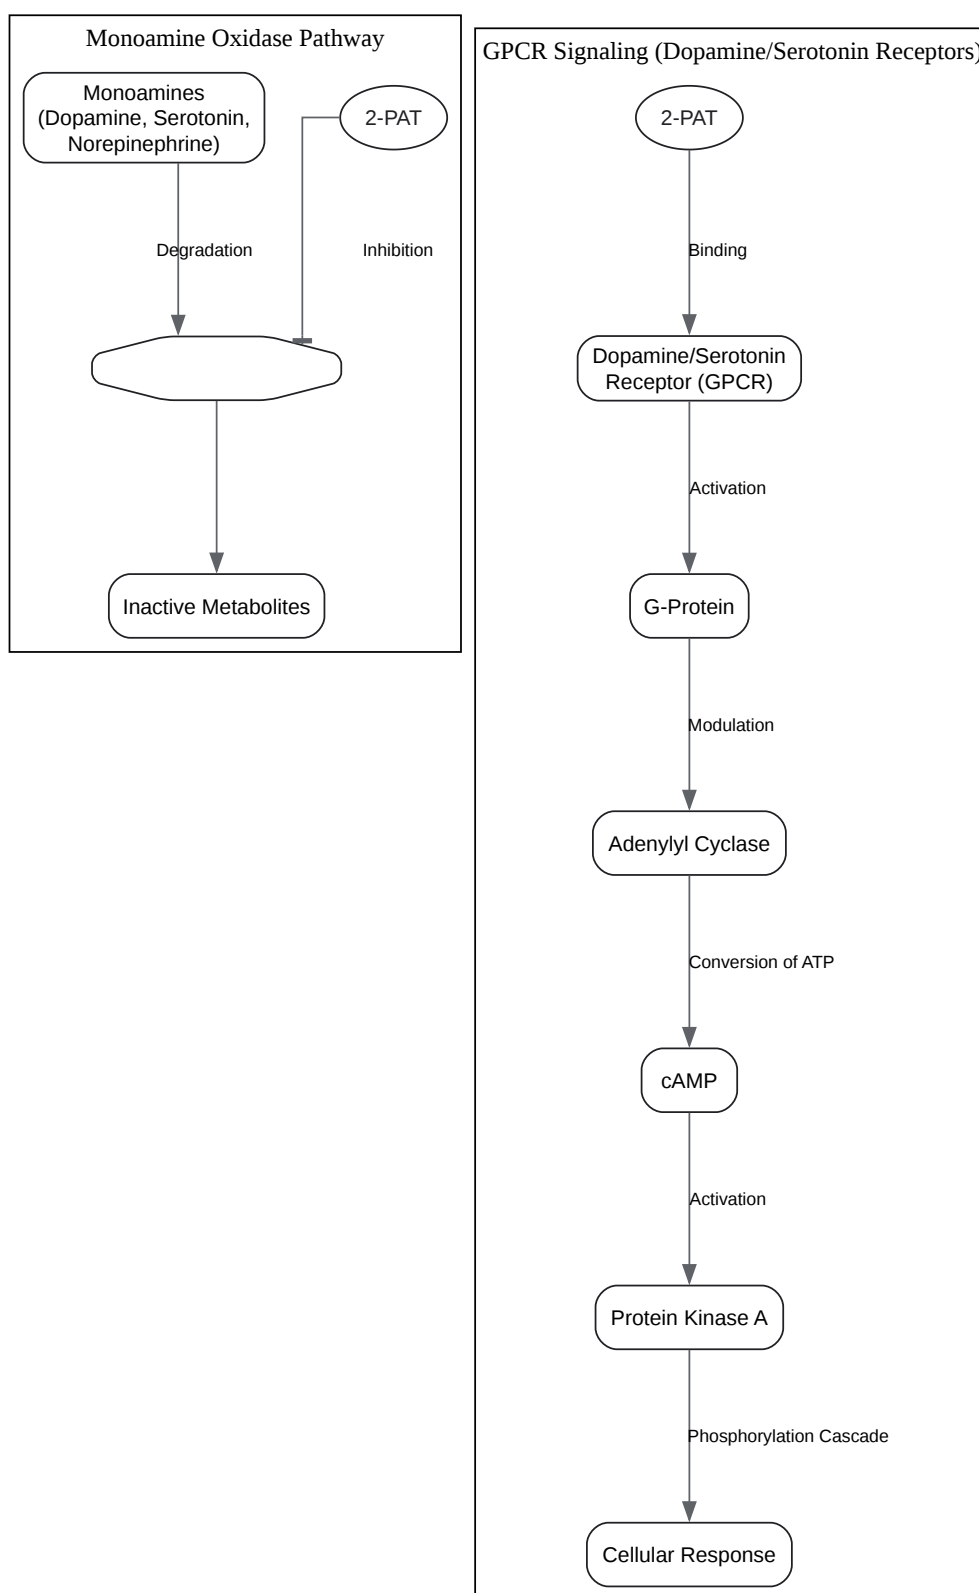 Monoamine Oxidase Pathway
Monoamines
(Dopamine, Serotonin,
Norepinephrine)
2-PAT
Degradation
Inhibition
Inactive Metabolites
GPCR Signaling (Dopamine/Serotonin Receptors)
2-PAT
Binding
Dopamine/Serotonin
Receptor (GPCR)
Activation
G-Protein
Modulation
Adenylyl Cyclase
Conversion of ATP
cAMP
Activation
Protein Kinase A
Phosphorylation Cascade
Cellular Response